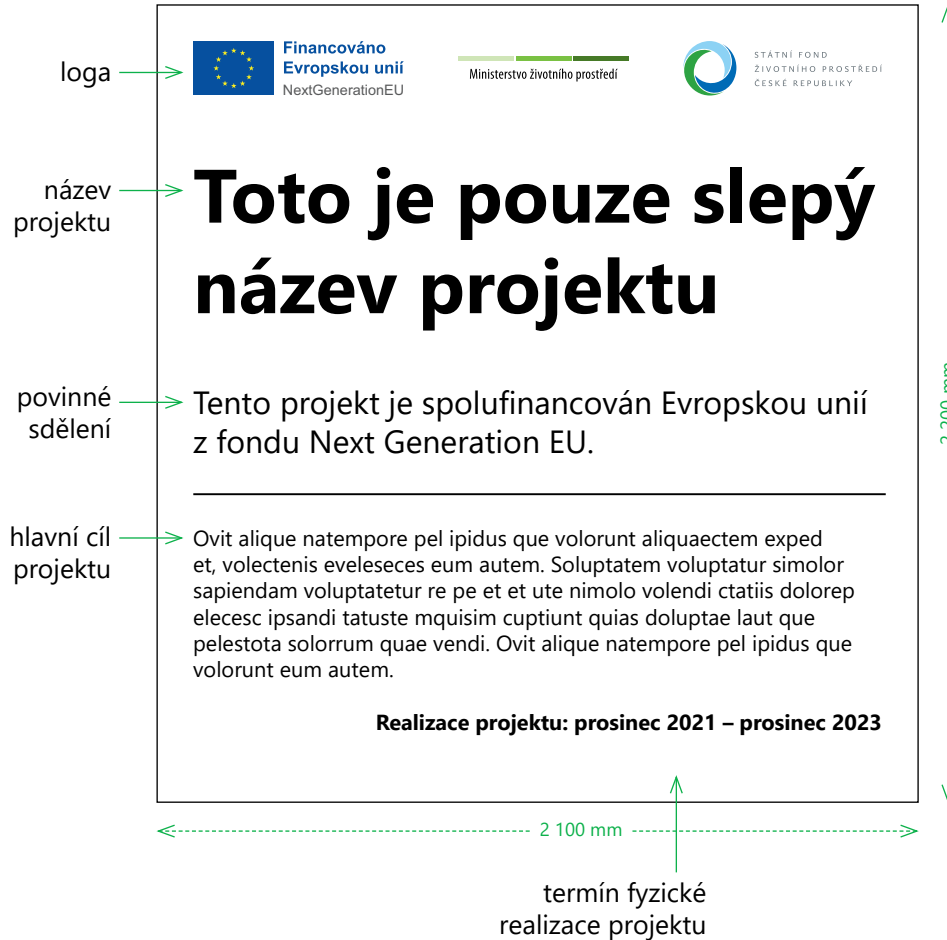 loga
Financováno
Evropskou unií
NextGenerationEU
Ministerstvo životního prostředí
STÁTNÍ FOND
ŽIVOTNÍHO PROSTŘEDÍ
ČESKÉ REPUBLIKY
název
projektu
Toto je pouze slepý
název projektu
povinné
sdělení
Tento projekt je spolufinancován Evropskou unií
z fondu Next Generation EU.
2 200 mm
hlavní cíl
projektu
Ovit alique natempore pel ipidus que volorunt aliquaectem exped
et, volectenis eveleseces eum autem. Soluptatem voluptatur simolor
sapiendam voluptatetur re pe et et ute nimolo volendi ctatiis dolorep
elecesc ipsandi tatuste mquisim cuptiunt quias doluptae laut que
pelestota solorrum quae vendi. Ovit alique natempore pel ipidus que
volorunt eum autem.
Realizace projektu: prosinec 2021 – prosinec 2023
2 100 mm
termín fyzické
realizace projektu